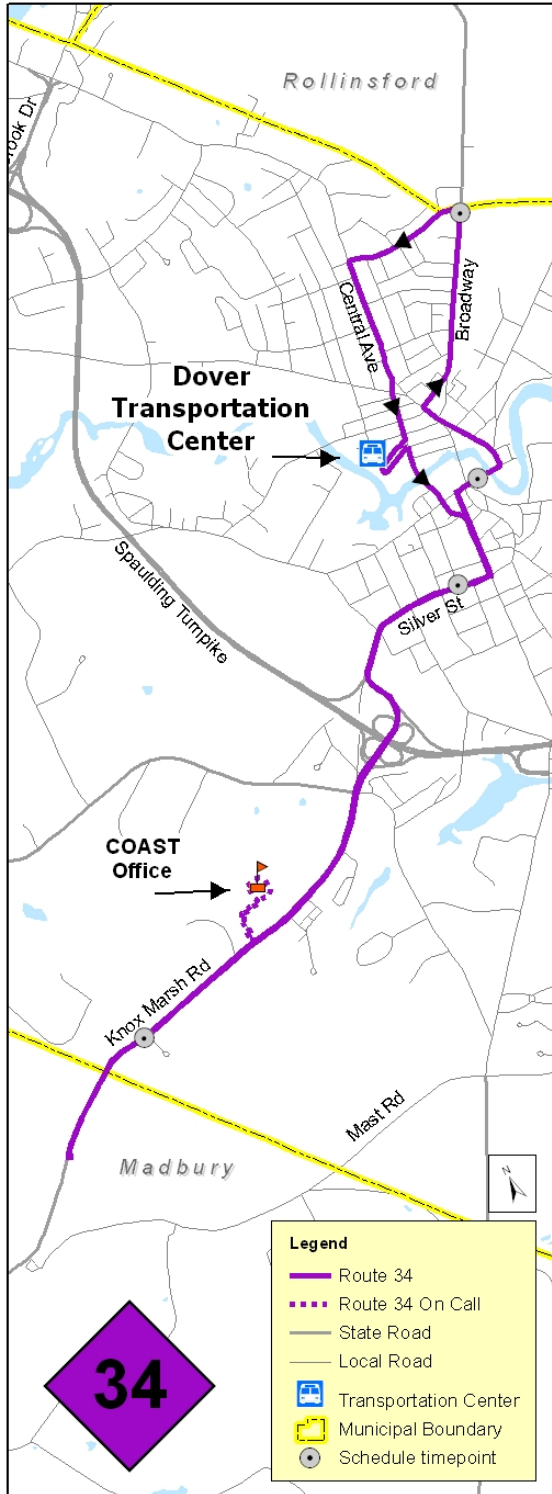 Rollinsford
rook Dr
Broadway
Central Ave
Dover
Transportation
Center
Spaulding Turnpike
Silver St
COAST
Office
Knox Marsh Rd
Mast Rd
Madbury
N
Legend
Route 34
Route 34 On Call
State Road
Local Road
Transportation Center
Municipal Boundary
Schedule timepoint
34